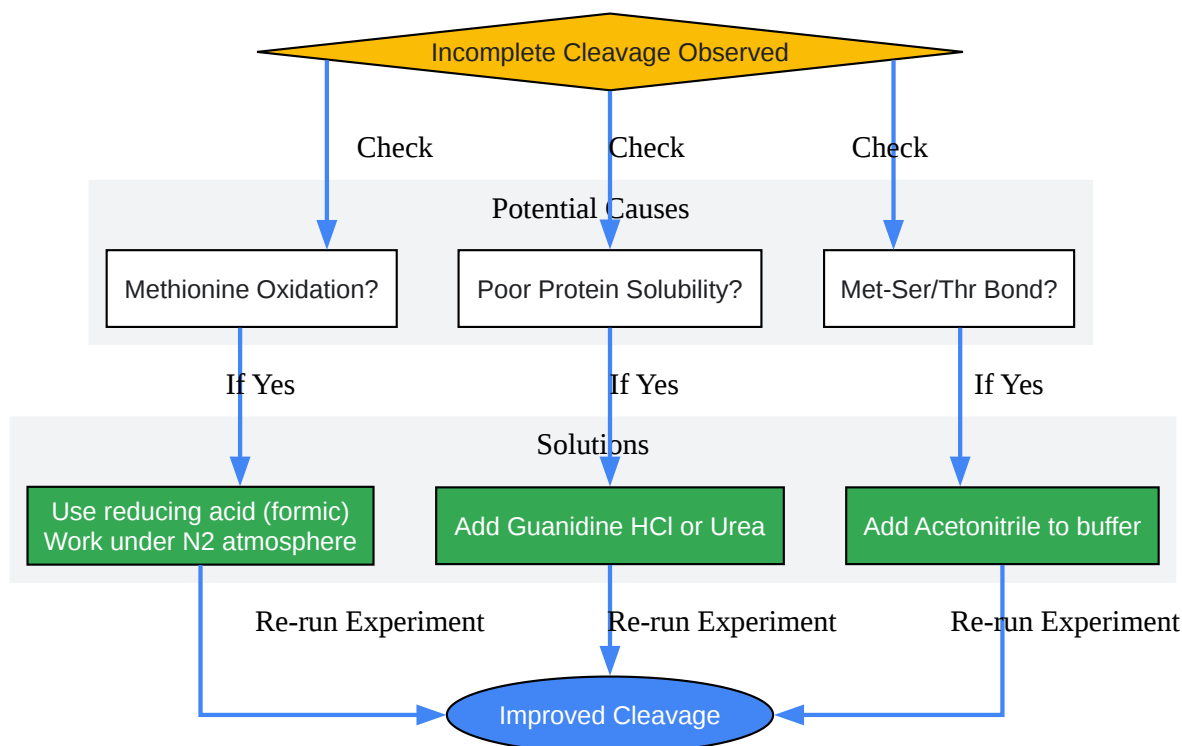 Incomplete Cleavage Observed
Check
Check
Check
Potential Causes
Methionine Oxidation?
Poor Protein Solubility?
Met-Ser/Thr Bond?
If Yes
If Yes
If Yes
Solutions
Use reducing acid (formic)
Work under N2 atmosphere
Add Guanidine HCl or Urea
Add Acetonitrile to buffer
Re-run Experiment
Re-run Experiment
Re-run Experiment
Improved Cleavage